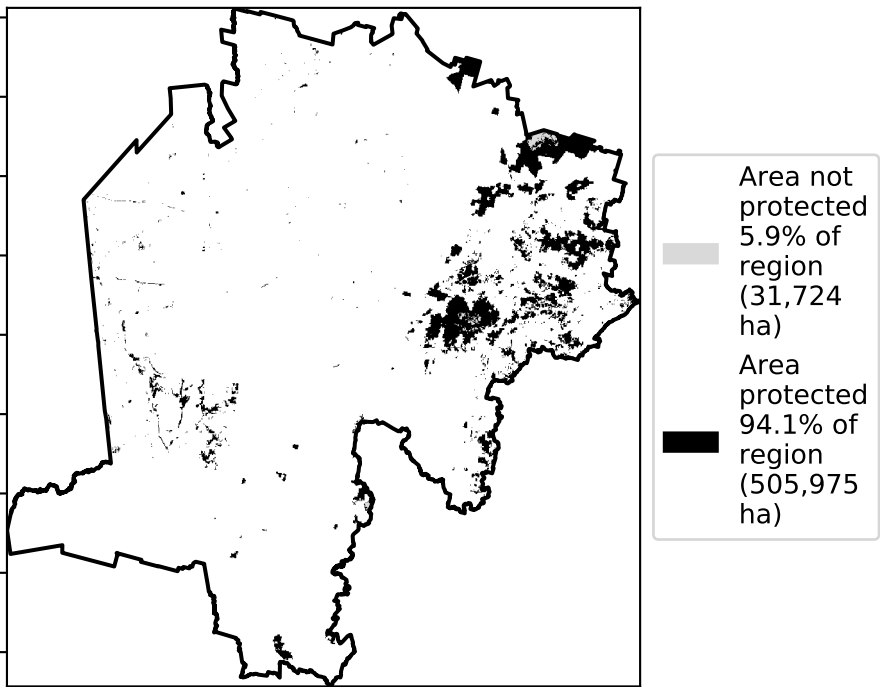 Area not
protected
5.9% of
region
(31,724
ha)
Area
protected
94.1% of
region
(505,975
ha)